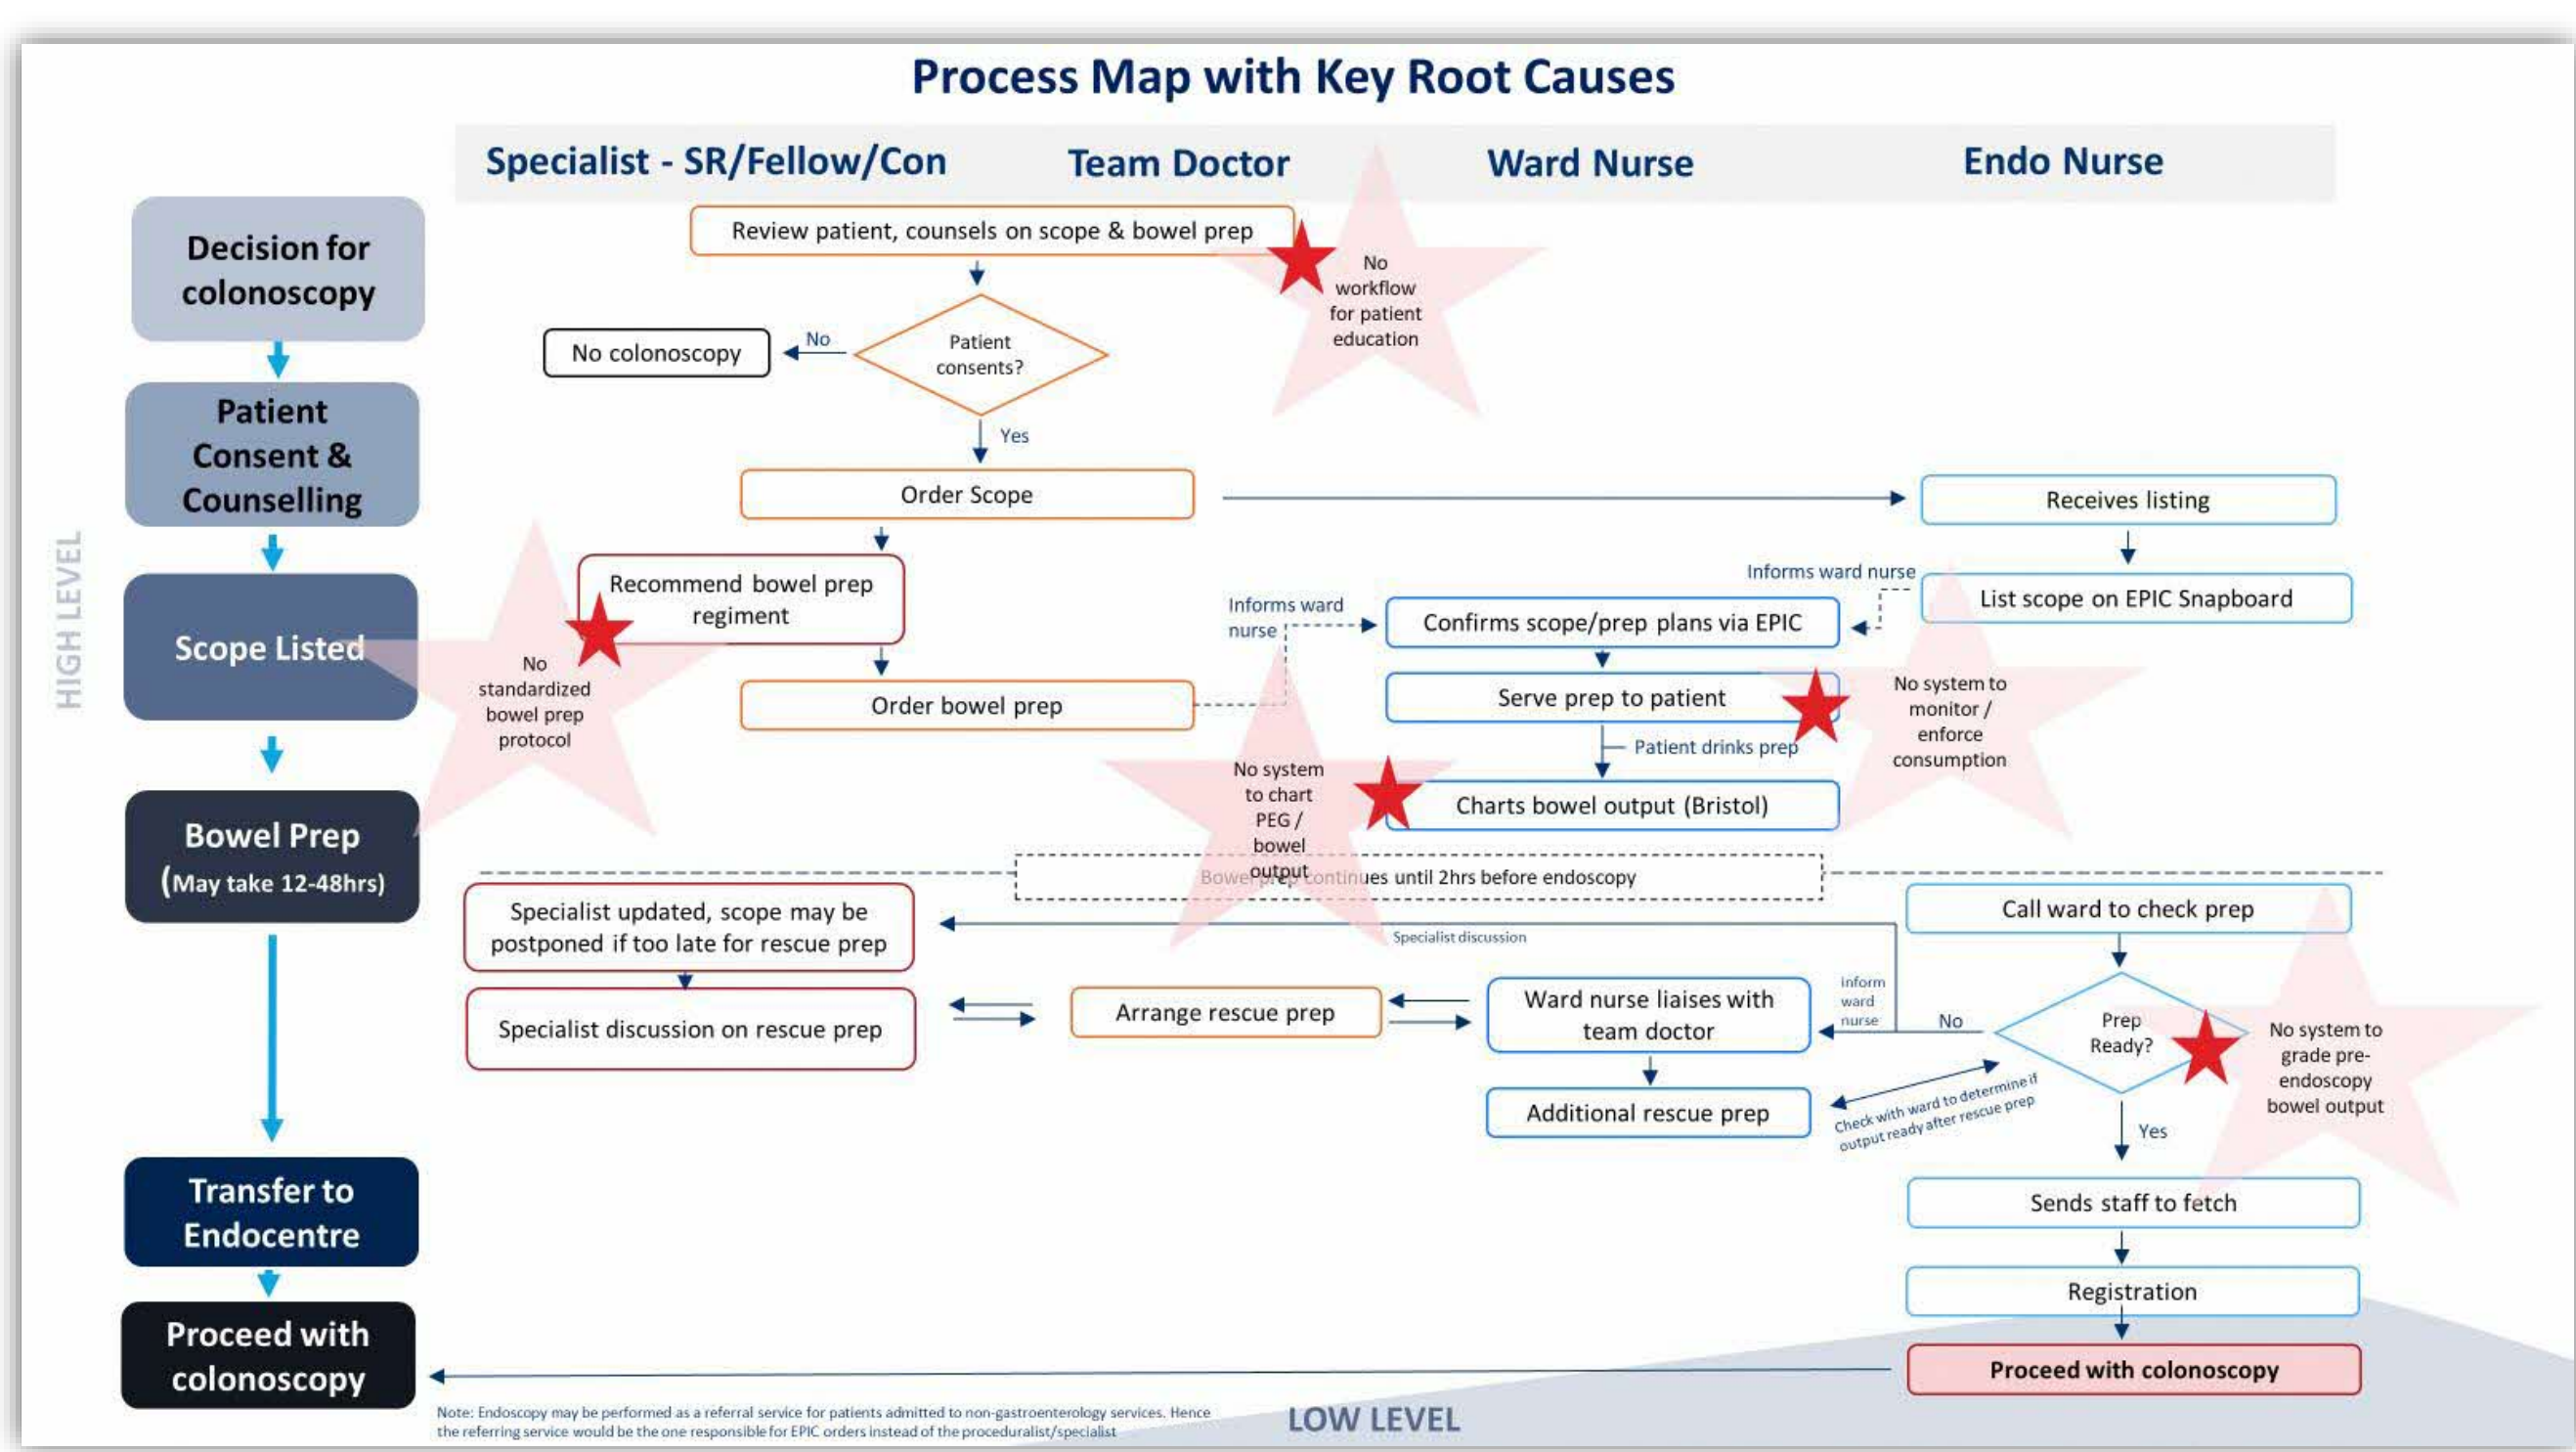 Process Map with Key Root Causes
Specialist - SR/Fellow/Con
Team Doctor
Ward Nurse
Endo Nurse
HIGH LEVEL
Decision for
colonoscopy
Patient
Consent &
Counselling
Scope Listed
Bowel Prep
(May take 12-48hrs)
Transfer to
Endocentre
Proceed with
colonoscopy
Review patient, counsels on scope & bowel prep
No
workflow
for patient
education
Patient
consents?
No
No colonoscopy
Yes
Order Scope
Receives listing
Recommend bowel prep
regiment
No
standardized
bowel prep
protocol
Order bowel prep
Informs ward
nurse
Informs ward nurse
List scope on EPIC Snapboard
Confirms scope/prep plans via EPIC
Serve prep to patient
No system to
monitor /
enforce
consumption
Patient drinks prep
Charts bowel output (Bristol)
No system
to chart
PEG /
bowel
output
Bowel prep continues until 2hrs before endoscopy
Specialist updated, scope may be
postponed if too late for rescue prep
Specialist discussion
Call ward to check prep
Specialist discussion on rescue prep
Arrange rescue prep
Ward nurse liaises with
team doctor
Inform
ward
nurse
No
Prep
Ready?
No system to
grade pre-
endoscopy
bowel output
Additional rescue prep
Check with ward to determine if
output ready after rescue prep
Yes
Sends staff to fetch
Registration
Proceed with colonoscopy
Note: Endoscopy may be performed as a referral service for patients admitted to non-gastroenterology services. Hence
the referring service would be the one responsible for EPIC orders instead of the proceduralist/specialist
LOW LEVEL